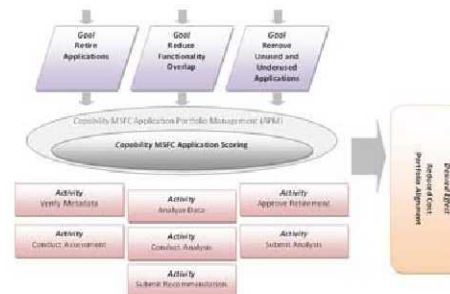 Goal
Retire
Applications
Goal
Reduce
Functionality
Overlap
Goal
Remove
Unused and
Underused
Applications
Capability MSFC Application Portfolio Management (APM)
Capability MSFC Application Scoring
Activity
Verify Metadata
Activity
Analyze Data
Activity
Approve Retirement
Activity
Conduct Assessment
Activity
Conduct Analysis
Activity
Submit Analysis
Activity
Submit Recommendation
Desired Effect
Reduced Cost
Portfolio Alignment